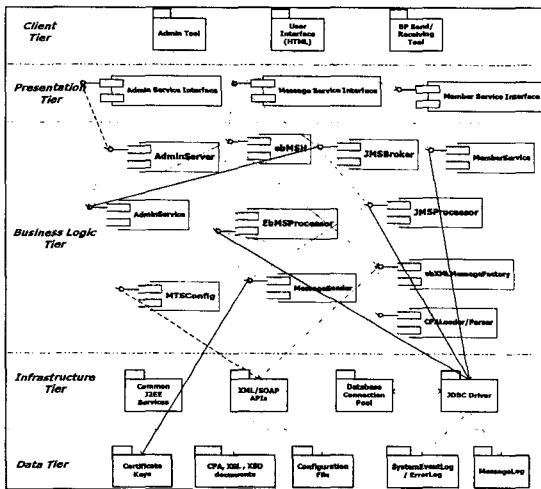 Client
Tier
Admin Tool
User
Interface
(HTML)
BP Send/
Receiving
Tool
Presentation
Tier
Admin Service Interface
Message Service Interface
Member Service Interface
Business Logic
Tier
AdminServer
ebMSH
JMSBroker
MemberService
AdminService
EbMSProcessor
JMSProcessor
ebXMLMessageFactory
MTSConfig
MessageSender
CPALoader/Parser
Infrastructure
Tier
Common
J2EE
Services
XML/SOAP
APIs
Database
Connection
Pool
JDBC Driver
Data Tier
Certificate
Keys
CPA, XSL, XSD
documents
Configuration
File
SystemEventLog
/ ErrorLog
MessageLog